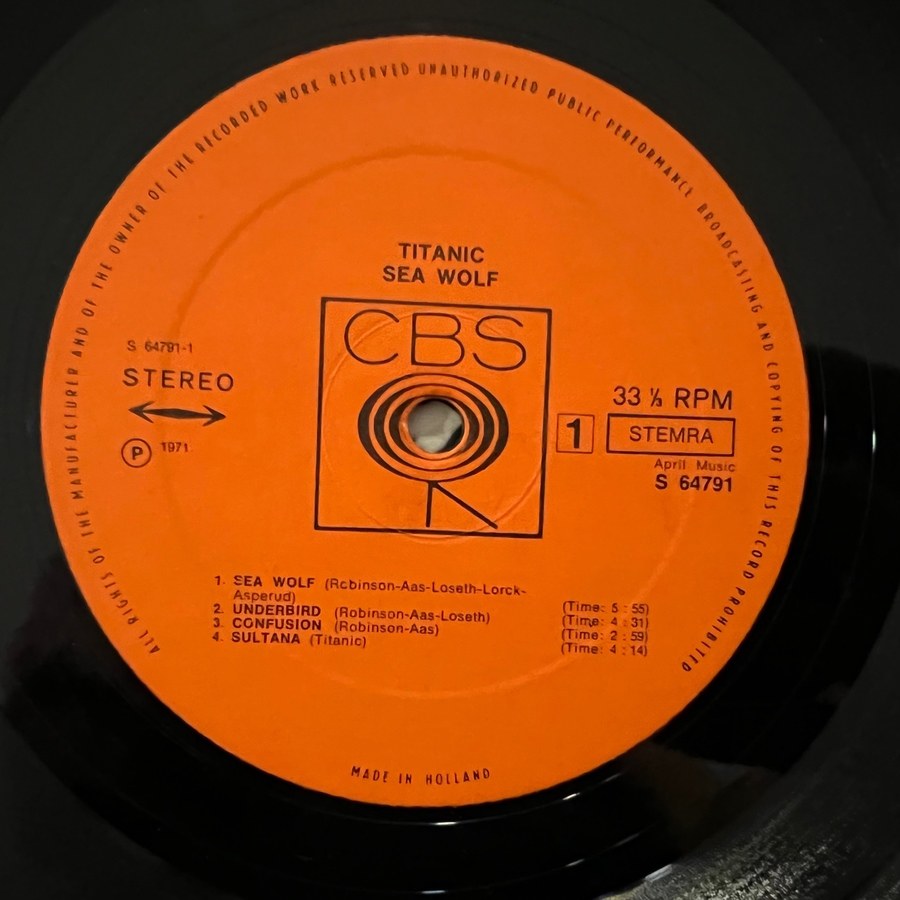 ALL RIGHTS OF THE MANUFACTURER AND OF THE OWNER OF THE RECORDED WORK RESERVED UNAUTHORIZED PUBLIC PERFORMANCE BROADCASTING AND COPYING OF THIS RECORD PROHIBITED
TITANIC
SEA WOLF
CBS
S 64791-1
STEREO
P 1971
33 ⅓ RPM
1 STEMRA
April Music
S 64791
1. SEA WOLF (Robinson-Aas-Loseth-Lorck-
Asperud) (Time: 5 : 55)
2. UNDERBIRD (Robinson-Aas-Loseth) (Time: 4 : 31)
3. CONFUSION (Robinson-Aas) (Time: 2 : 59)
4. SULTANA (Titanic) (Time: 4 : 14)
MADE IN HOLLAND